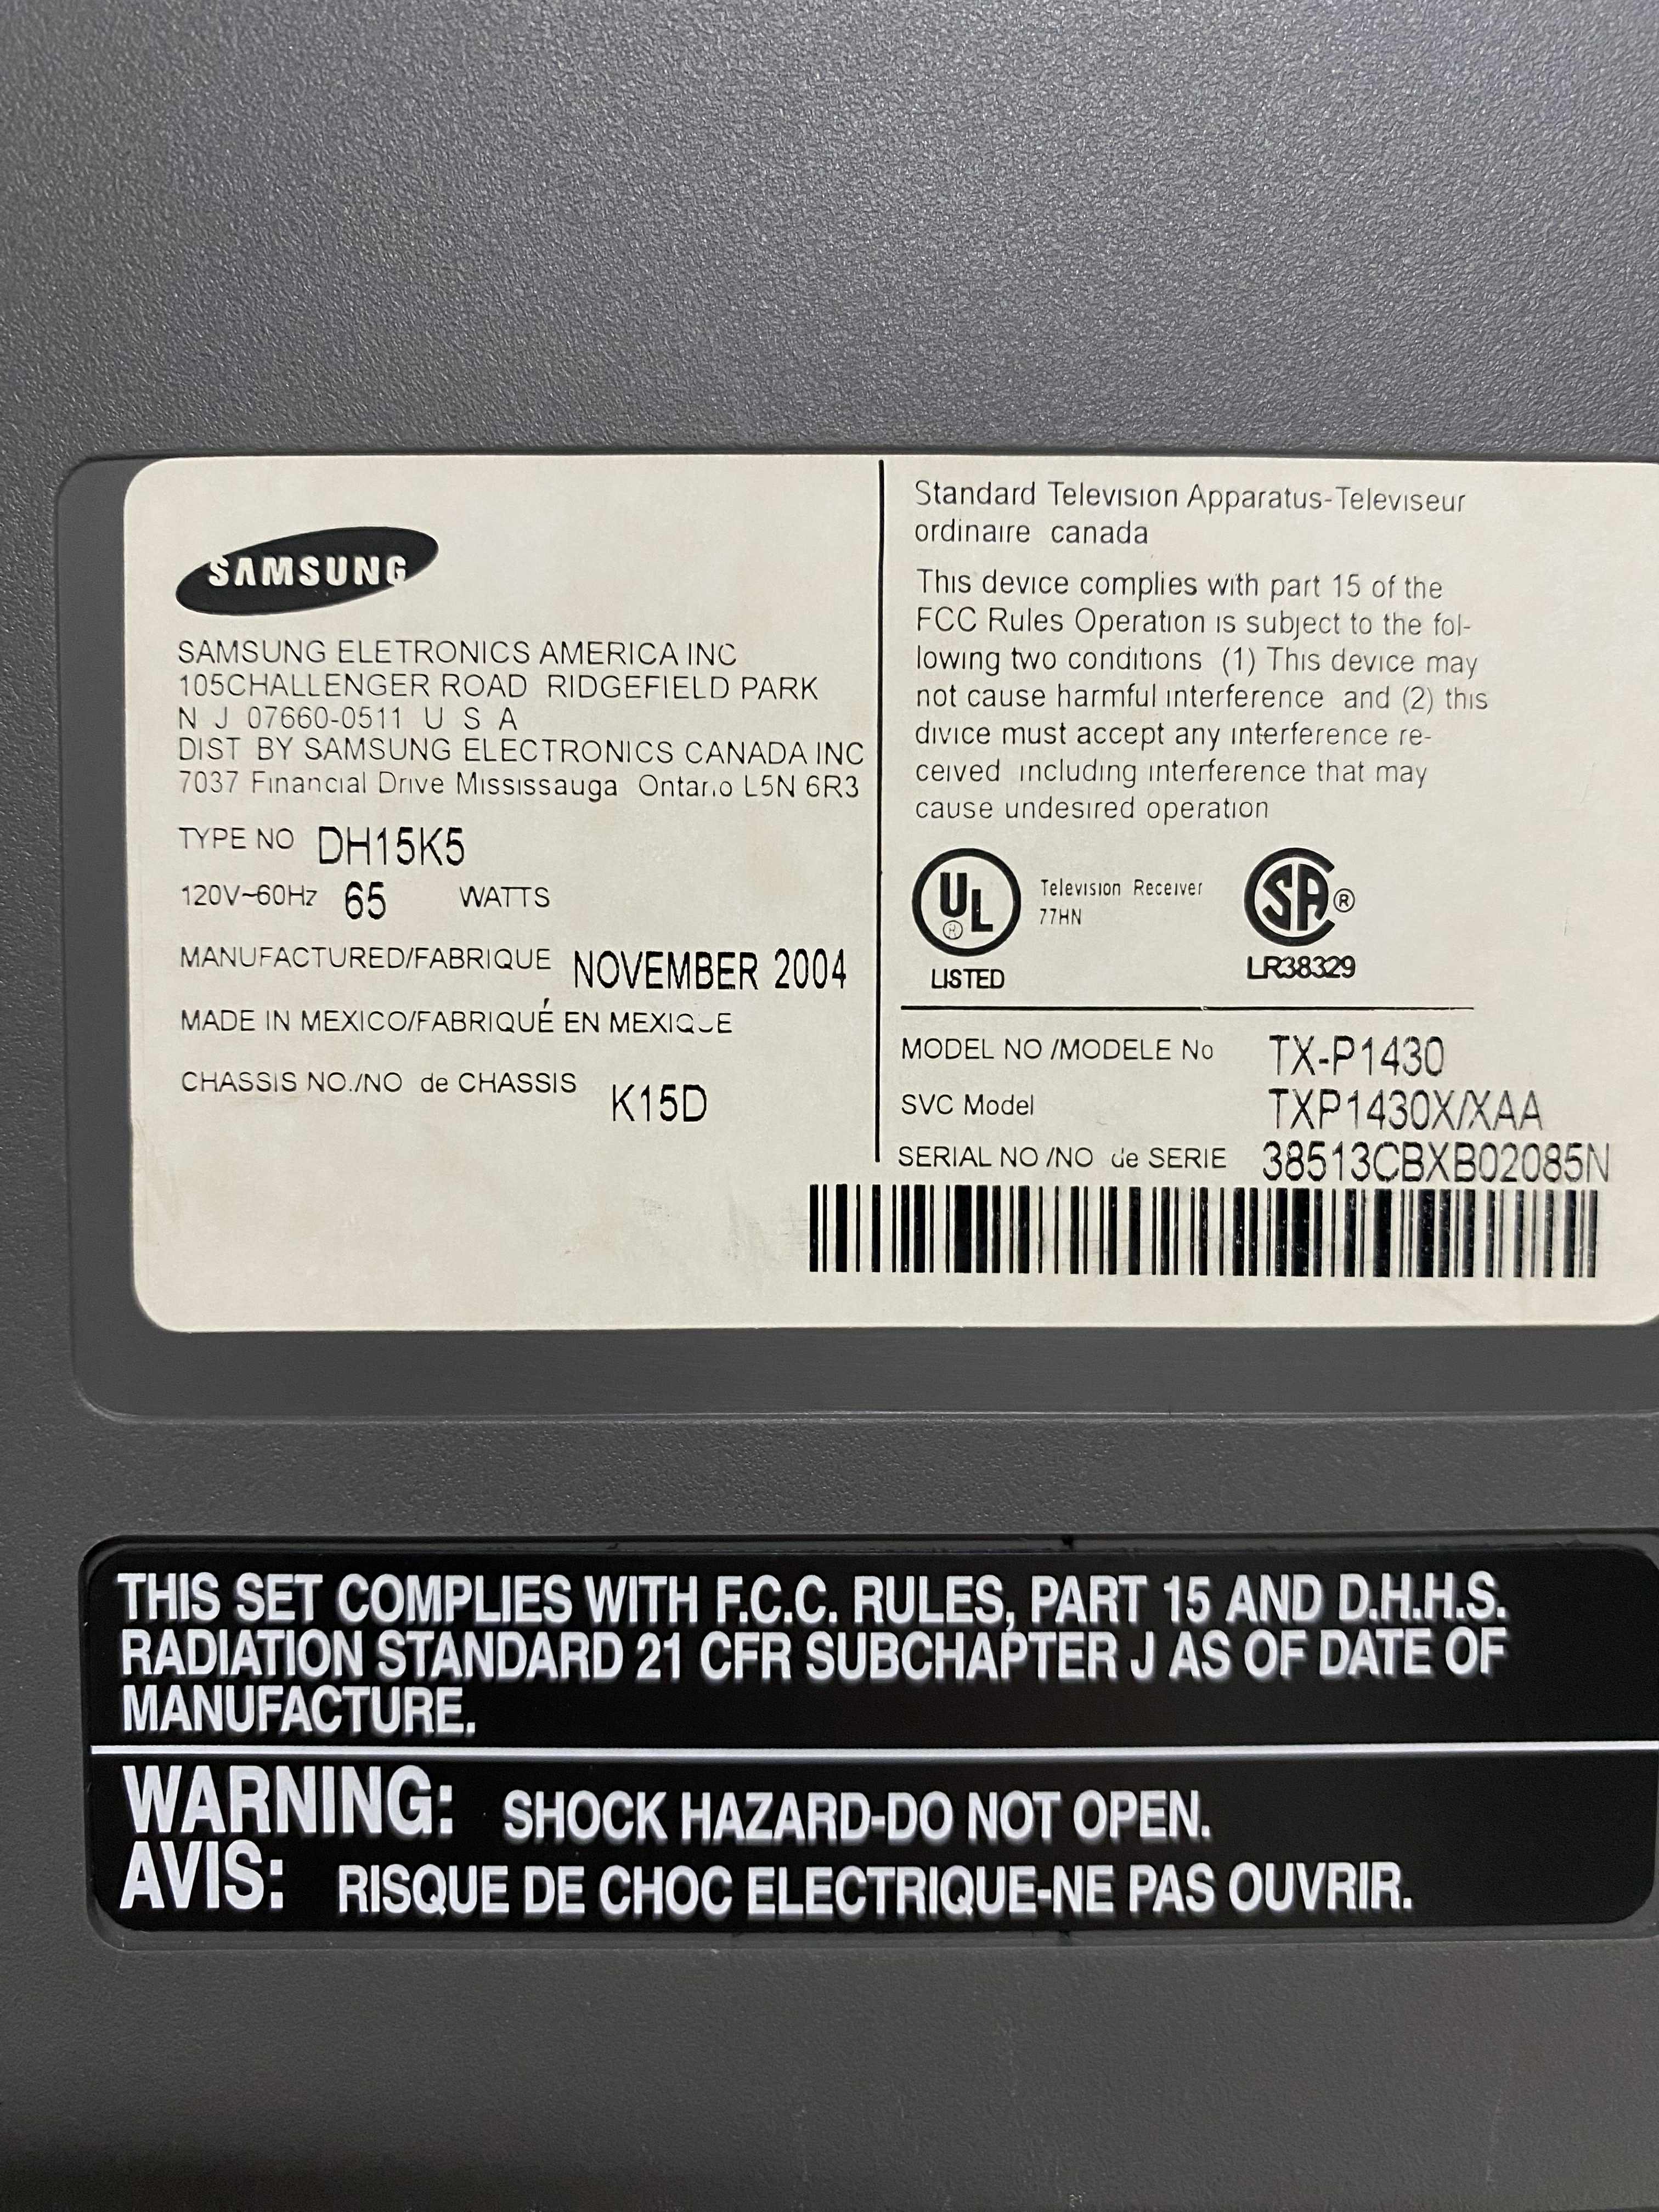 SAMSUNG
SAMSUNG ELETRONICS AMERICA INC
105CHALLENGER ROAD RIDGEFIELD PARK
N J 07660-0511 U S A
DIST BY SAMSUNG ELECTRONICS CANADA INC
7037 Financial Drive Mississauga Ontario L5N 6R3
TYPE NO DH15K5
120V~60Hz 65 WATTS
MANUFACTURED/FABRIQUE NOVEMBER 2004
MADE IN MEXICO/FABRIQUÉ EN MEXIQUE
CHASSIS NO./NO de CHASSIS K15D
Standard Television Apparatus-Televiseur
ordinaire canada
This device complies with part 15 of the
FCC Rules Operation is subject to the fol-
lowing two conditions (1) This device may
not cause harmful interference and (2) this
divice must accept any interference re-
ceived including interference that may
cause undesired operation
UL ®
LISTED
Television Receiver
77HN
SA ®
LR38329
MODEL NO /MODELE No TX-P1430
SVC Model TXP1430X/XAA
SERIAL NO /NO de SERIE 38513CBXB02085N
THIS SET COMPLIES WITH F.C.C. RULES, PART 15 AND D.H.H.S.
RADIATION STANDARD 21 CFR SUBCHAPTER J AS OF DATE OF
MANUFACTURE.
WARNING: SHOCK HAZARD-DO NOT OPEN.
AVIS: RISQUE DE CHOC ELECTRIQUE-NE PAS OUVRIR.